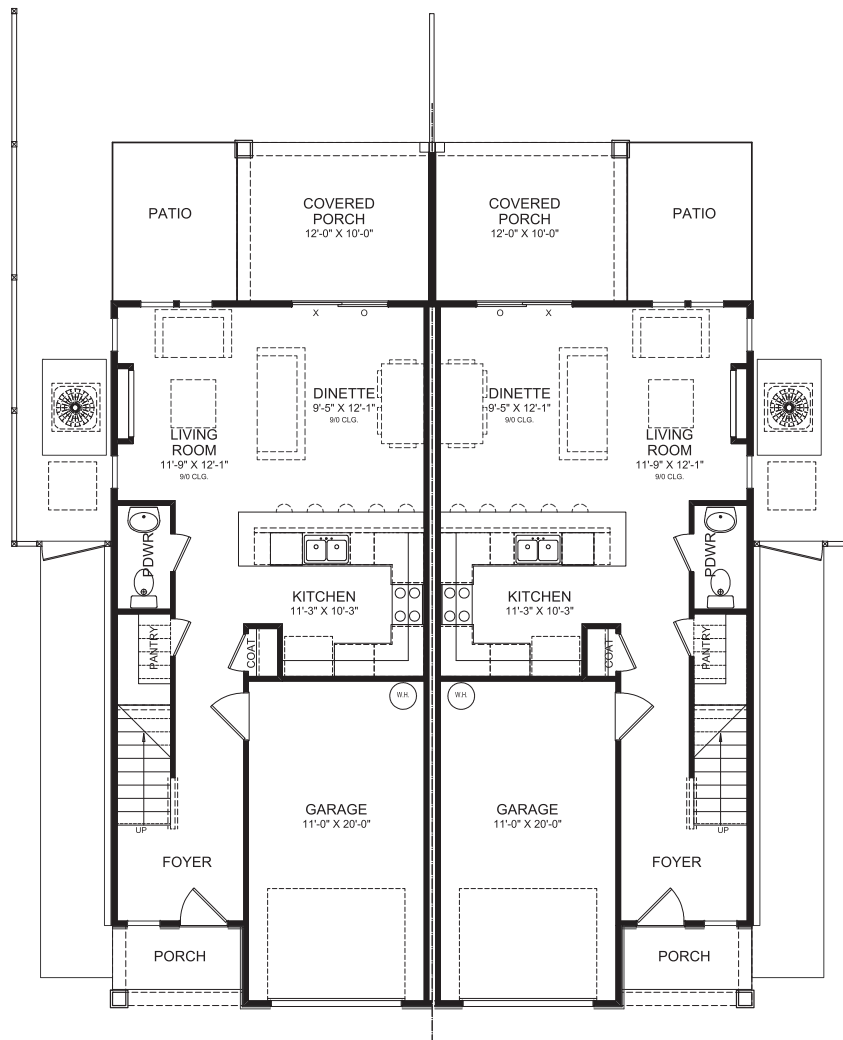 PATIO
COVERED
PORCH
12'-0" X 10'-0"
COVERED
PORCH
12'-0" X 10'-0"
PATIO
X
O
O
X
DINETTE
9'-5" X 12'-1"
9/0 CLG.
DINETTE
9'-5" X 12'-1"
9/0 CLG.
LIVING
ROOM
11'-9" X 12'-1"
9/0 CLG.
LIVING
ROOM
11'-9" X 12'-1"
9/0 CLG.
PDWR
PDWR
KITCHEN
11'-3" X 10'-3"
KITCHEN
11'-3" X 10'-3"
PANTRY
COAT
COAT
PANTRY
W.H.
W.H.
GARAGE
11'-0" X 20'-0"
GARAGE
11'-0" X 20'-0"
UP
UP
FOYER
FOYER
PORCH
PORCH